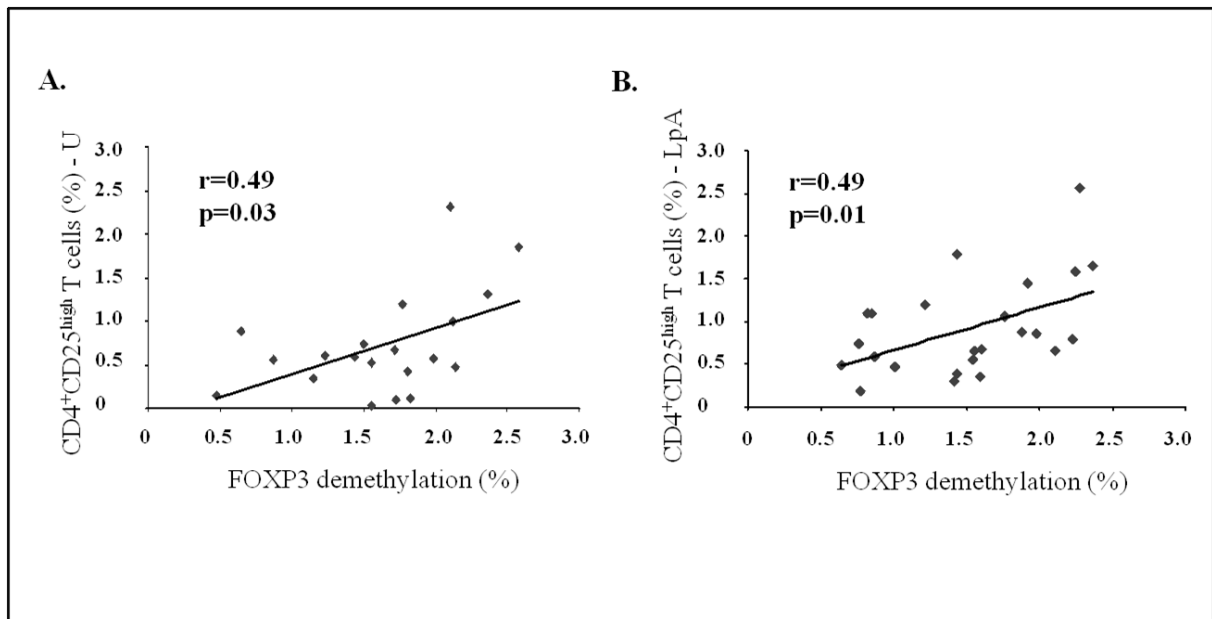 A.
CD4⁺CD25ʰⁱᵍʰ T cells (%) - U
3.0
2.5
2.0
1.5
1.0
0.5
0
r=0.49
p=0.03
0 0.5 1.0 1.5 2.0 2.5 3.0
FOXP3 demethylation (%)
B.
CD4⁺CD25ʰⁱᵍʰ T cells (%) - LpA
3.0
2.5
2.0
1.5
1.0
0.5
0
r=0.49
p=0.01
0 0.5 1.0 1.5 2.0 2.5 3.0
FOXP3 demethylation (%)